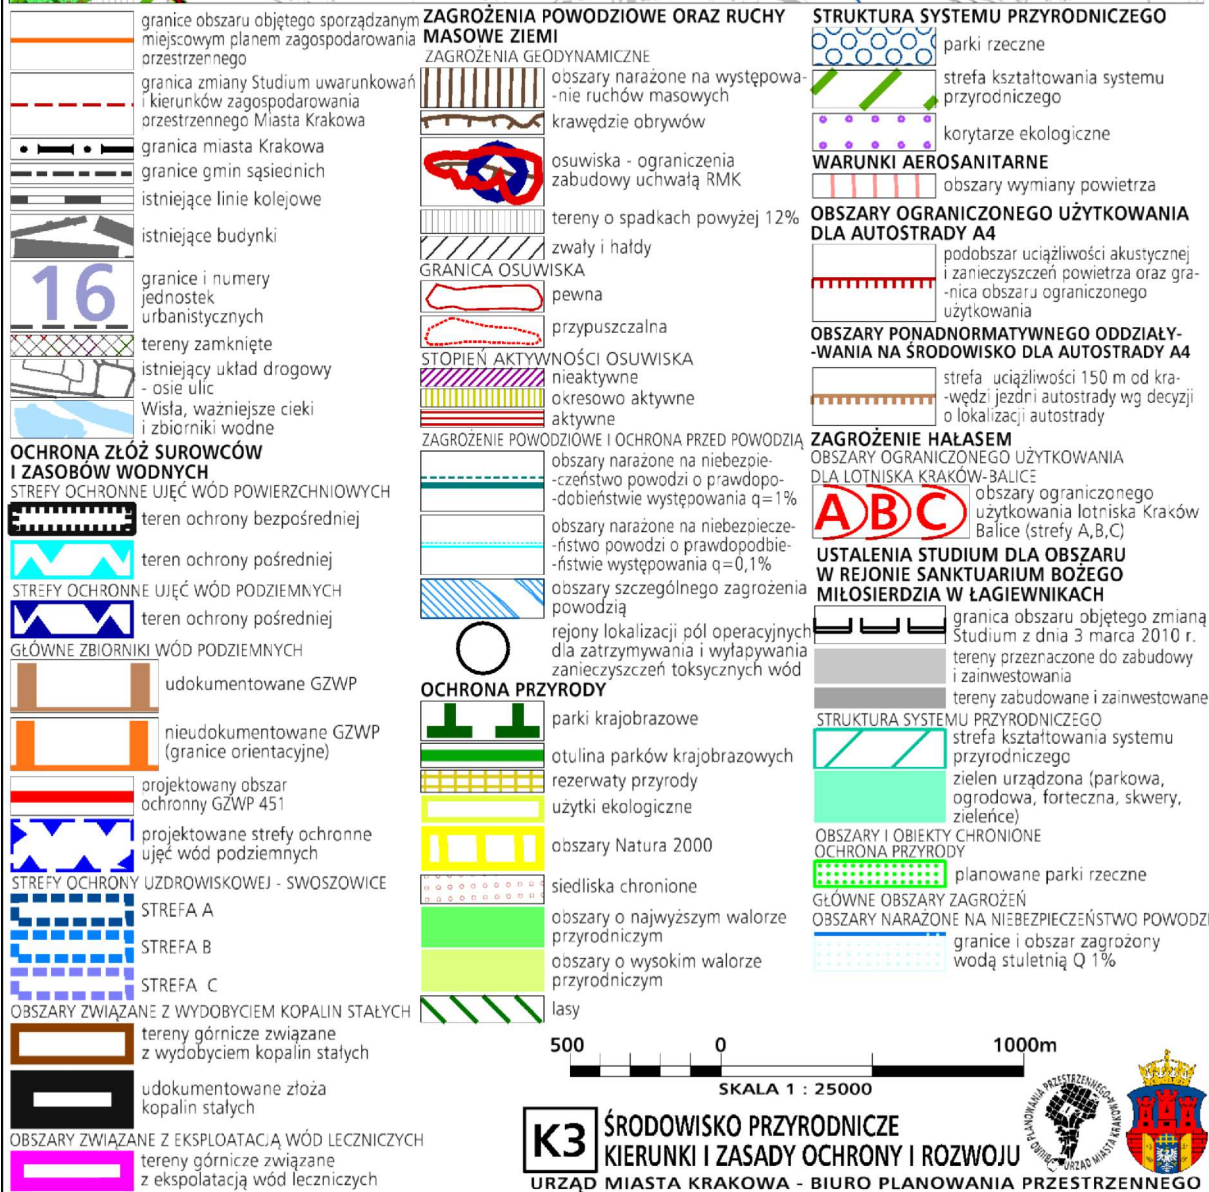 granice obszaru objętego sporządzanym
miejscowym planem zagospodarowania
przestrzennego
granica zmiany Studium uwarunkowań
i kierunków zagospodarowania
przestrzennego Miasta Krakowa
granica miasta Krakowa
granice gmin sąsiednich
istniejące linie kolejowe
istniejące budynki
16
granice i numery
jednostek
urbanistycznych
tereny zamknięte
istniejący układ drogowy
- osie ulic
Wisła, ważniejsze cieki
i zbiorniki wodne
OCHRONA ZŁÓŻ SUROWCÓW
I ZASOBÓW WODNYCH
STREFY OCHRONNE UJĘĆ WÓD POWIERZCHNIOWYCH
teren ochrony bezpośredniej
teren ochrony pośredniej
STREFY OCHRONNE UJĘĆ WÓD PODZIEMNYCH
teren ochrony pośredniej
GŁÓWNE ZBIORNIKI WÓD PODZIEMNYCH
udokumentowane GZWP
nieudokumentowane GZWP
(granice orientacyjne)
projektowany obszar
ochronny GZWP 451
projektowane strefy ochronne
ujęć wód podziemnych
STREFY OCHRONY UZDROWISKOWEJ - SWOSZOWICE
STREFA A
STREFA B
STREFA C
OBSZARY ZWIĄZANE Z WYDOBYCIEM KOPALIN STAŁYCH
tereny górnicze związane
z wydobyciem kopalin stałych
udokumentowane złoża
kopalin stałych
OBSZARY ZWIĄZANE Z EKSPLOATACJĄ WÓD LECZNICZYCH
tereny górnicze związane
z ekspolatacją wód leczniczych
ZAGROŻENIA POWODZIOWE ORAZ RUCHY
MASOWE ZIEMI
ZAGROŻENIA GEODYNAMICZNE
obszary narażone na występowa-
-nie ruchów masowych
krawędzie obrywów
osuwiska - ograniczenia
zabudowy uchwałą RMK
tereny o spadkach powyżej 12%
zwały i hałdy
GRANICA OSUWISKA
pewna
przypuszczalna
STOPIEŃ AKTYWNOŚCI OSUWISKA
nieaktywne
okresowo aktywne
aktywne
ZAGROŻENIE POWODZIOWE I OCHRONA PRZED POWODZIĄ
obszary narażone na niebezpie-
-czeństwo powodzi o prawdopo-
-dobieństwie występowania q=1%
obszary narażone na niebezpiecze-
-ństwo powodzi o prawdopodbie-
-ństwie występowania q=0,1%
obszary szczególnego zagrożenia
powodzią
rejony lokalizacji pól operacyjnych
dla zatrzymywania i wyłapywania
zanieczyszczeń toksycznych wód
OCHRONA PRZYRODY
parki krajobrazowe
otulina parków krajobrazowych
rezerwaty przyrody
użytki ekologiczne
obszary Natura 2000
siedliska chronione
obszary o najwyższym walorze
przyrodniczym
obszary o wysokim walorze
przyrodniczym
lasy
STRUKTURA SYSTEMU PRZYRODNICZEGO
parki rzeczne
strefa kształtowania systemu
przyrodniczego
korytarze ekologiczne
WARUNKI AEROSANITARNE
obszary wymiany powietrza
OBSZARY OGRANICZONEGO UŻYTKOWANIA
DLA AUTOSTRADY A4
podobszar uciążliwości akustycznej
i zanieczyszczeń powietrza oraz gra-
-nica obszaru ograniczonego
użytkowania
OBSZARY PONADNORMATYWNEGO ODDZIAŁY-
-WANIA NA ŚRODOWISKO DLA AUTOSTRADY A4
strefa uciążliwości 150 m od kra-
-wędzi jezdni autostrady wg decyzji
o lokalizacji autostrady
ZAGROŻENIE HAŁASEM
OBSZARY OGRANICZONEGO UŻYTKOWANIA
DLA LOTNISKA KRAKÓW-BALICE
ABC
obszary ograniczonego
użytkowania lotniska Kraków
Balice (strefy A,B,C)
USTALENIA STUDIUM DLA OBSZARU
W REJONIE SANKTUARIUM BOŻEGO
MIŁOSIERDZIA W ŁAGIEWNIKACH
granica obszaru objętego zmianą
Studium z dnia 3 marca 2010 r.
tereny przeznaczone do zabudowy
i zainwestowania
tereny zabudowane i zainwestowane
STRUKTURA SYSTEMU PRZYRODNICZEGO
strefa kształtowania systemu
przyrodniczego
zielen urządzona (parkowa,
ogrodowa, forteczna, skwery,
zieleńce)
OBSZARY I OBIEKTY CHRONIONE
OCHRONA PRZYRODY
planowane parki rzeczne
GŁÓWNE OBSZARY ZAGROŻEŃ
OBSZARY NARAŻONE NA NIEBEZPIECZEŃSTWO POWODZI
granice i obszar zagrożony
wodą stuletnią Q 1%
500 0 1000m
SKALA 1 : 25000
K3
ŚRODOWISKO PRZYRODNICZE
KIERUNKI I ZASADY OCHRONY I ROZWOJU
BIURO PLANOWANIA PRZESTRZENNEGO
URZĄD MIASTA KRAKOWA
URZĄD MIASTA KRAKOWA - BIURO PLANOWANIA PRZESTRZENNEGO